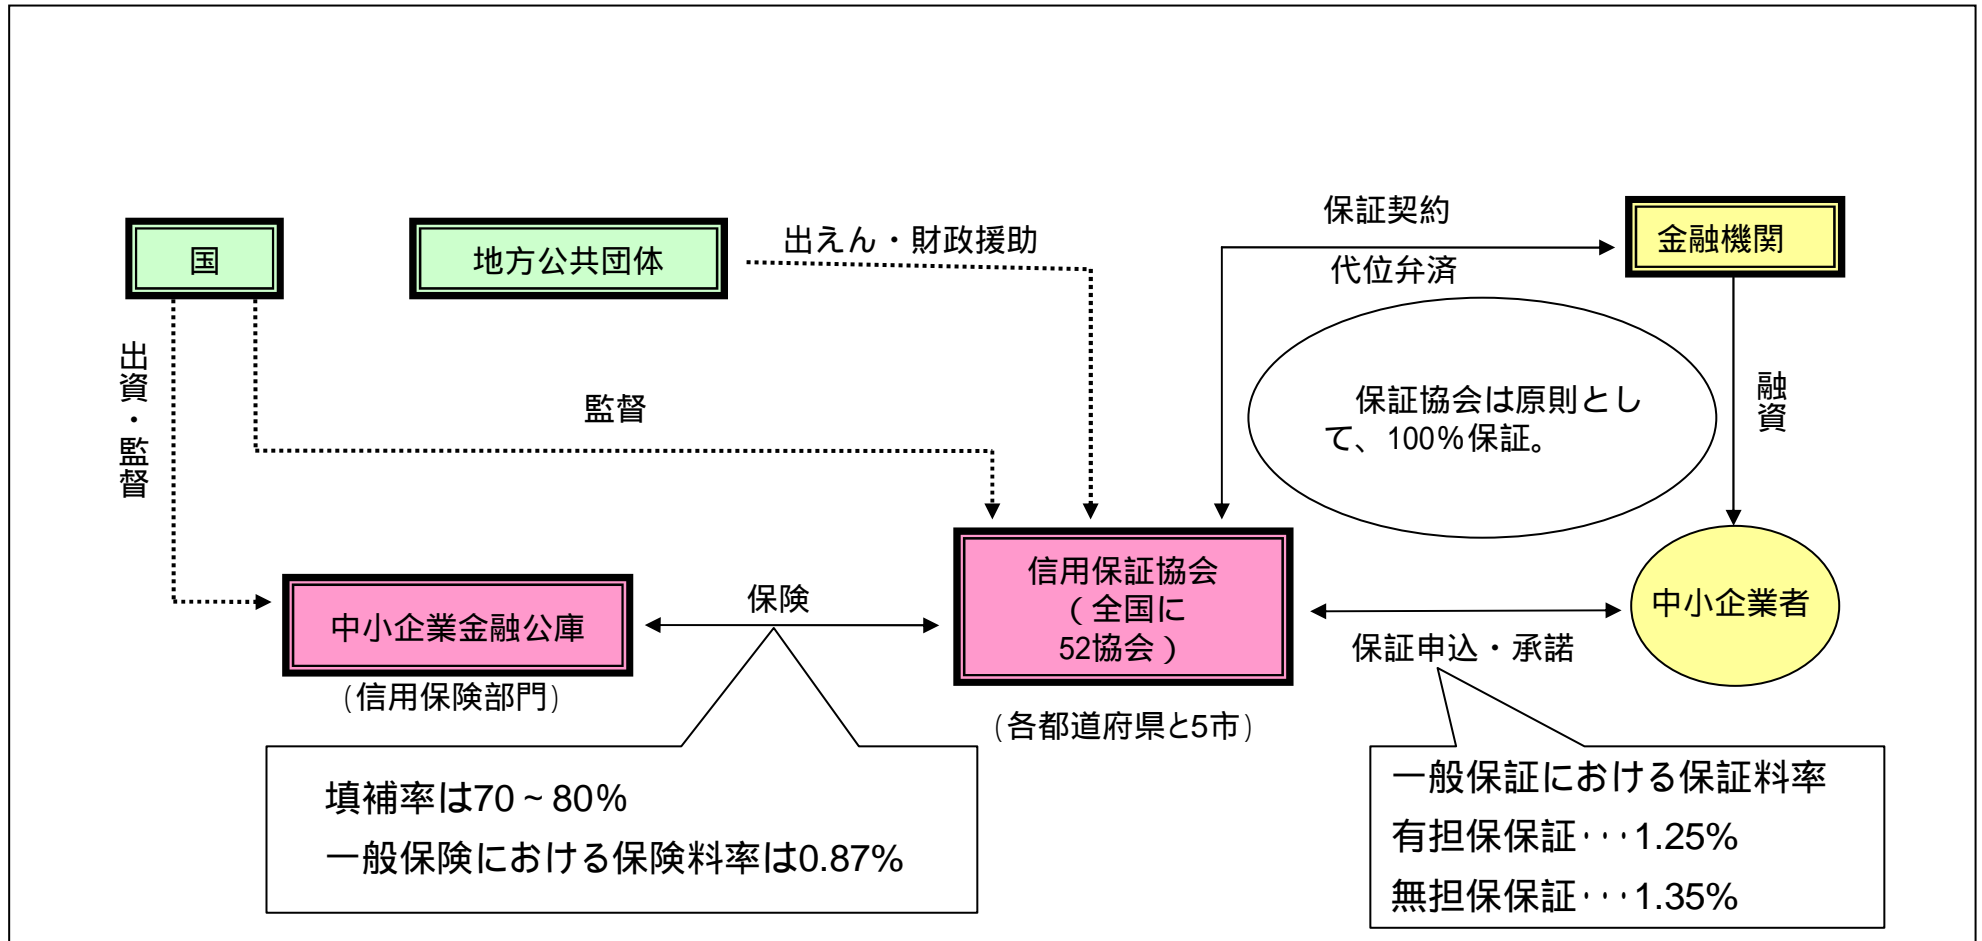 国
地方公共団体
出えん・財政援助
保証契約
代位弁済
金融機関
出資・監督
監督
保証協会は原則とし
て、100%保証。
融資
中小企業金融公庫
(信用保険部門)
保険
信用保証協会
(全国に
52協会)
(各都道府県と5市)
中小企業者
保証申込・承諾
填補率は70~80%
一般保険における保険料率は0.87%
一般保証における保証料率
有担保保証･･･1.25%
無担保保証･･･1.35%